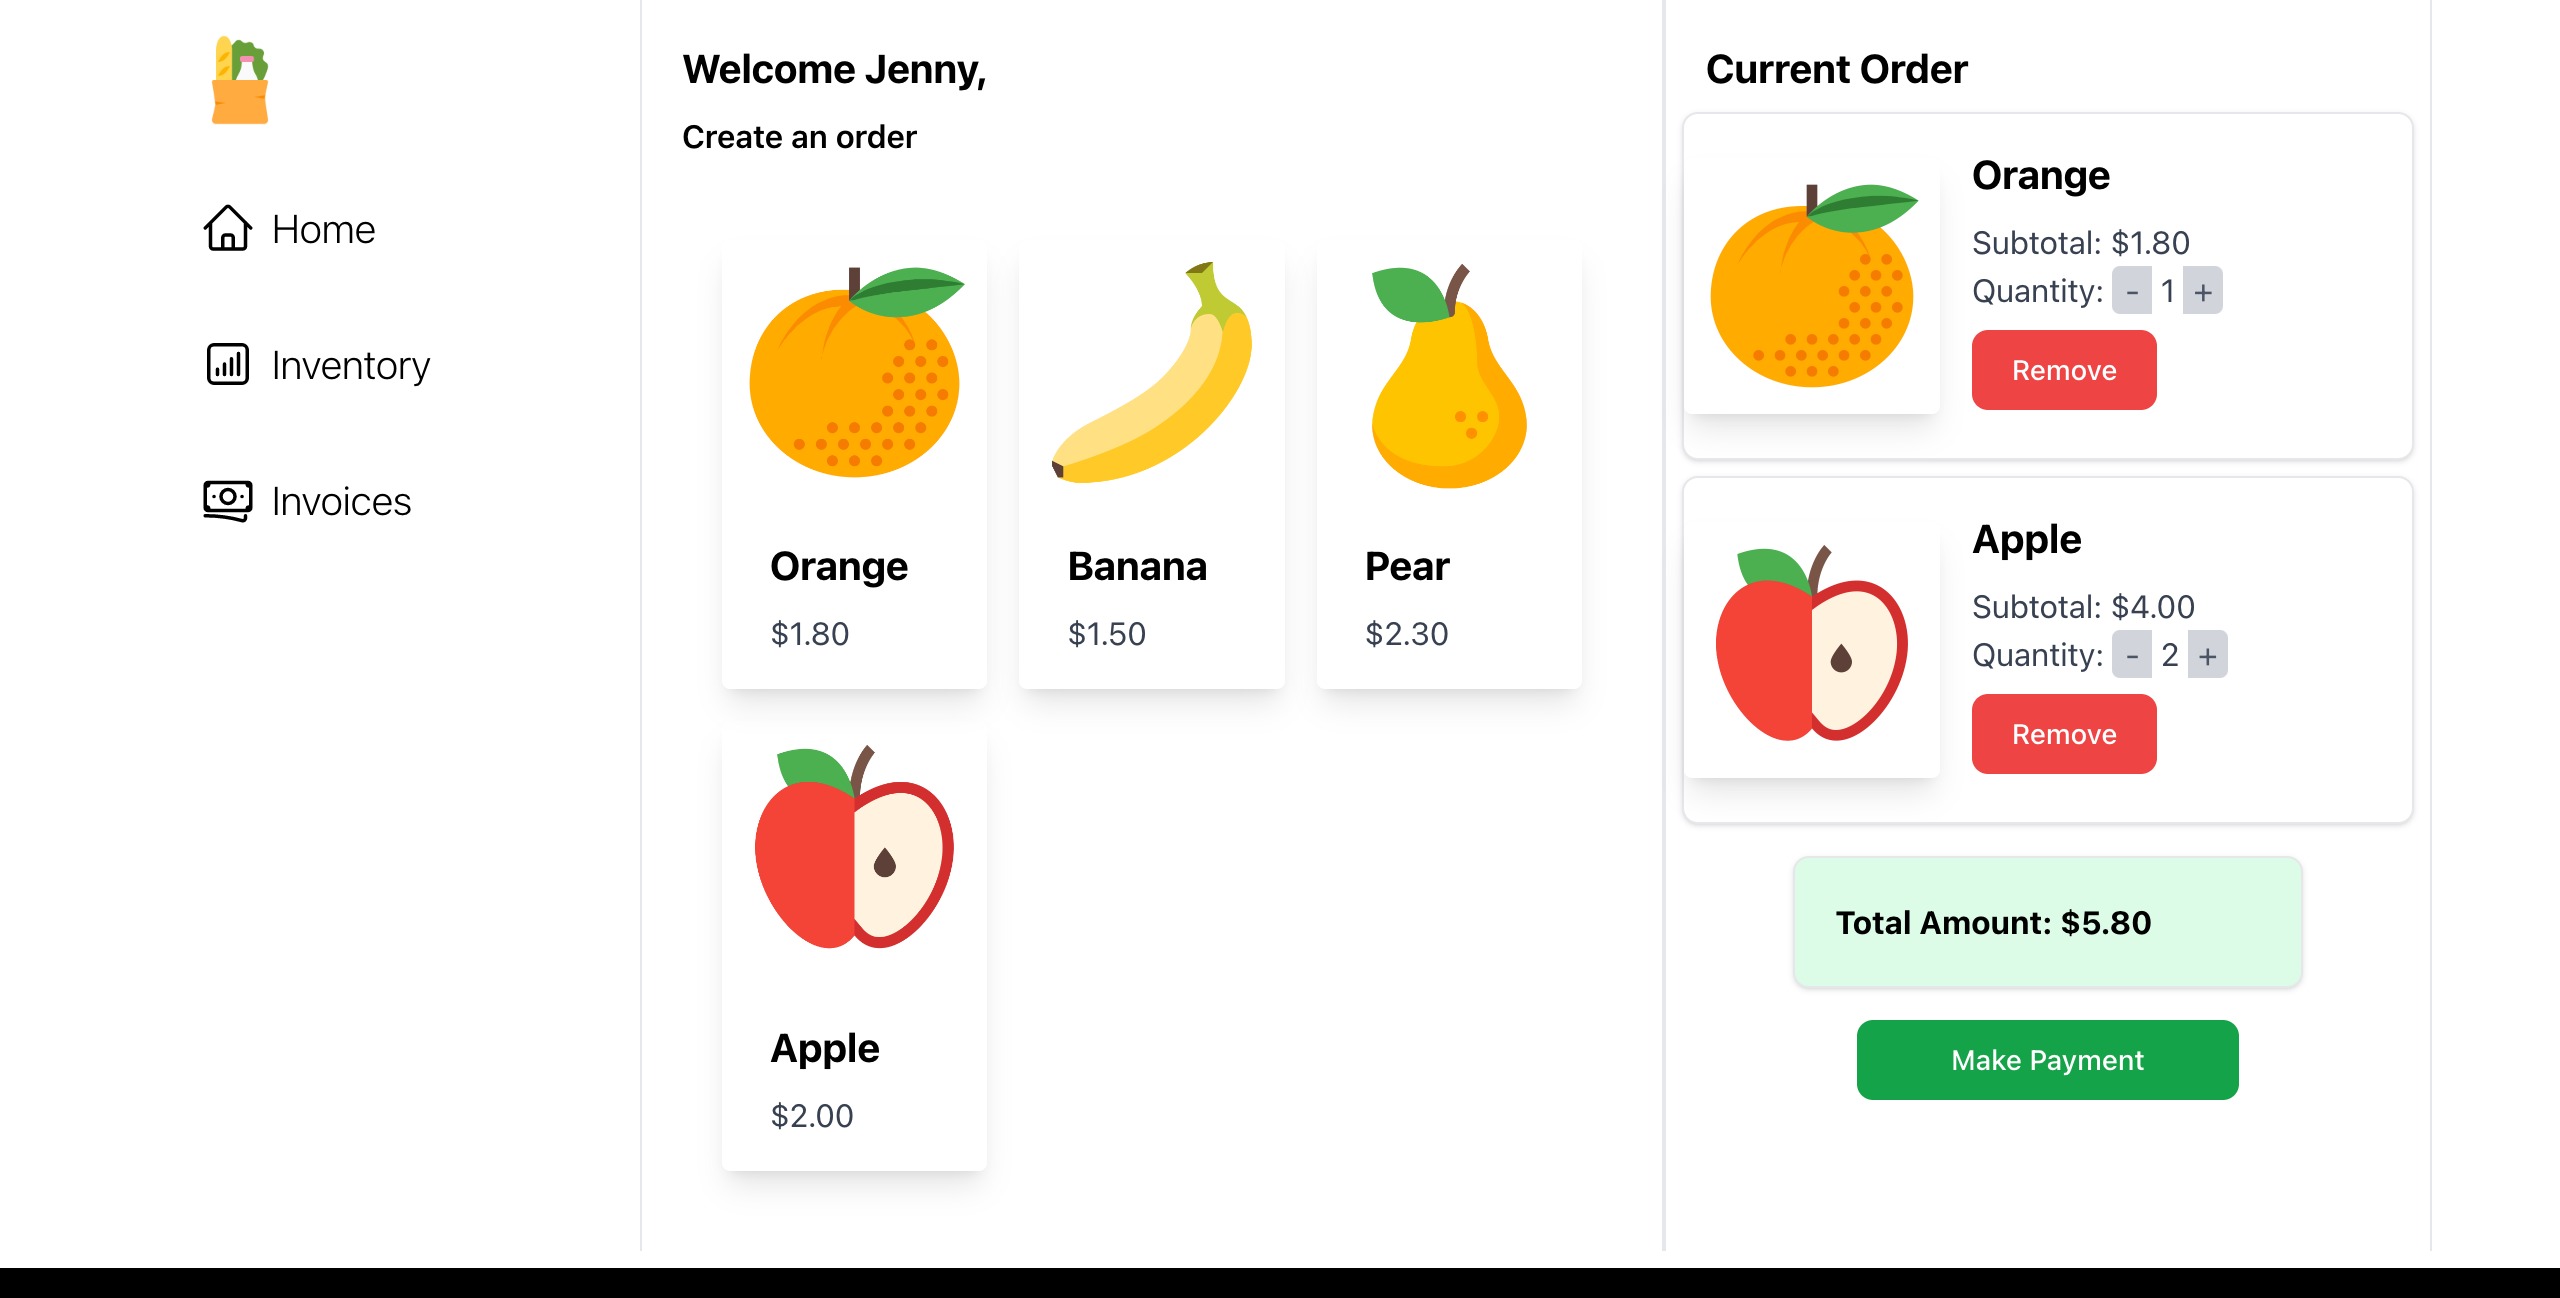 Home
Inventory
Invoices
Welcome Jenny,
Create an order
Orange
$1.80
Banana
$1.50
Pear
$2.30
Apple
$2.00
Current Order
Orange
Subtotal: $1.80
Quantity: - 1 +
Remove
Apple
Subtotal: $4.00
Quantity: - 2 +
Remove
Total Amount: $5.80
Make Payment